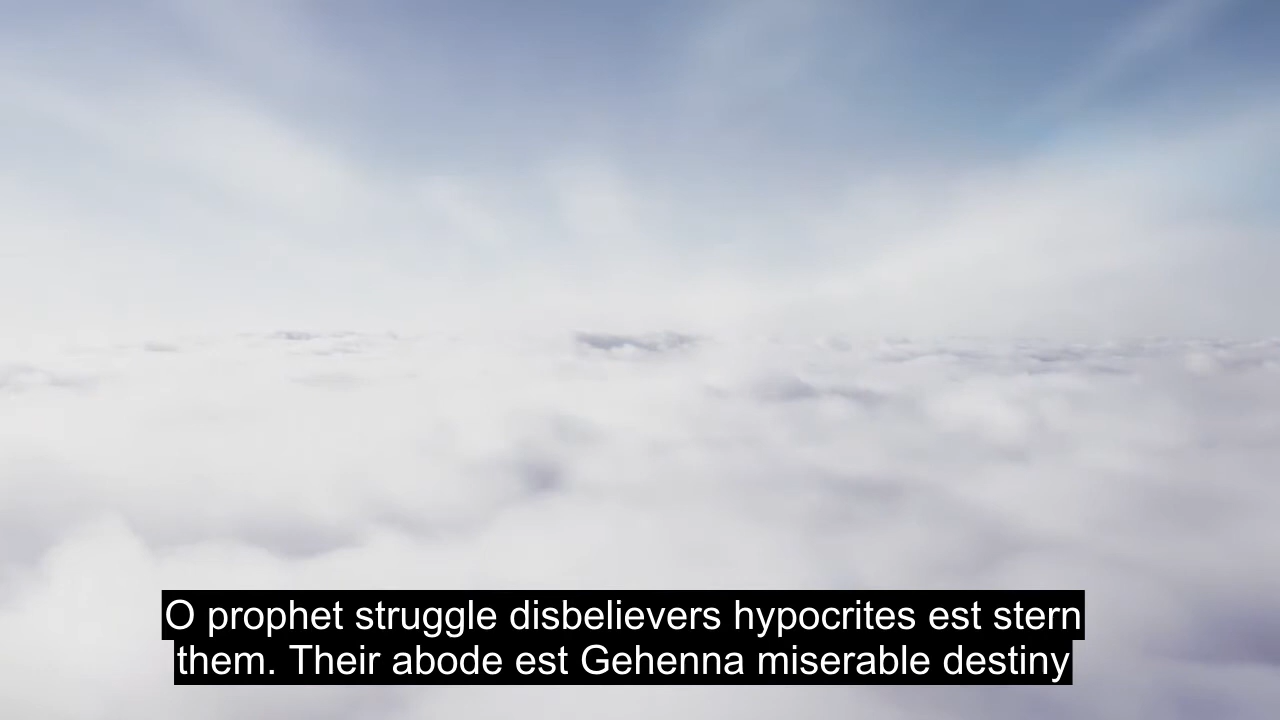 O prophet struggle disbelievers hypocrites est stern
them. Their abode est Gehenna miserable destiny